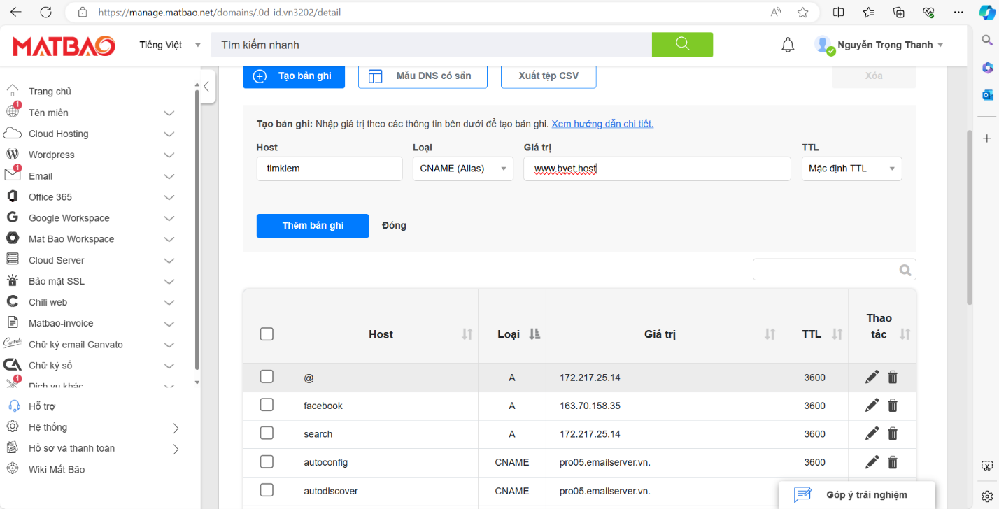 https://manage.matbao.net/domains/.0d-id.vn3202/detail
MATBAO
Tiếng Việt
Tìm kiếm nhanh
Nguyễn Trọng Thanh
Trang chủ
1
Tên miền
Cloud Hosting
Wordpress
1
Email
Office 365
Google Workspace
Mat Bao Workspace
Cloud Server
Bảo mật SSL
Chili web
Matbao-invoice
Chữ ký email Canvato
Chữ ký số
1
Dịch vụ khác
Hỗ trợ
Hệ thống
Hồ sơ và thanh toán
Wiki Mắt Bão
Tạo bản ghi
Mẫu DNS có sẵn
Xuất tệp CSV
Xóa
Tạo bản ghi: Nhập giá trị theo các thông tin bên dưới để tạo bản ghi. Xem hướng dẫn chi tiết.
Host Loại Giá trị TTL
timkiem CNAME (Alias) www.byet.host Mặc định TTL
Thêm bản ghi Đóng
Host Loại Giá trị TTL Thao tác
@ A 172.217.25.14 3600
facebook A 163.70.158.35 3600
search A 172.217.25.14 3600
autoconfig CNAME pro05.emailserver.vn. 3600
autodiscover CNAME pro05.emailserver.vn.
Góp ý trải nghiệm